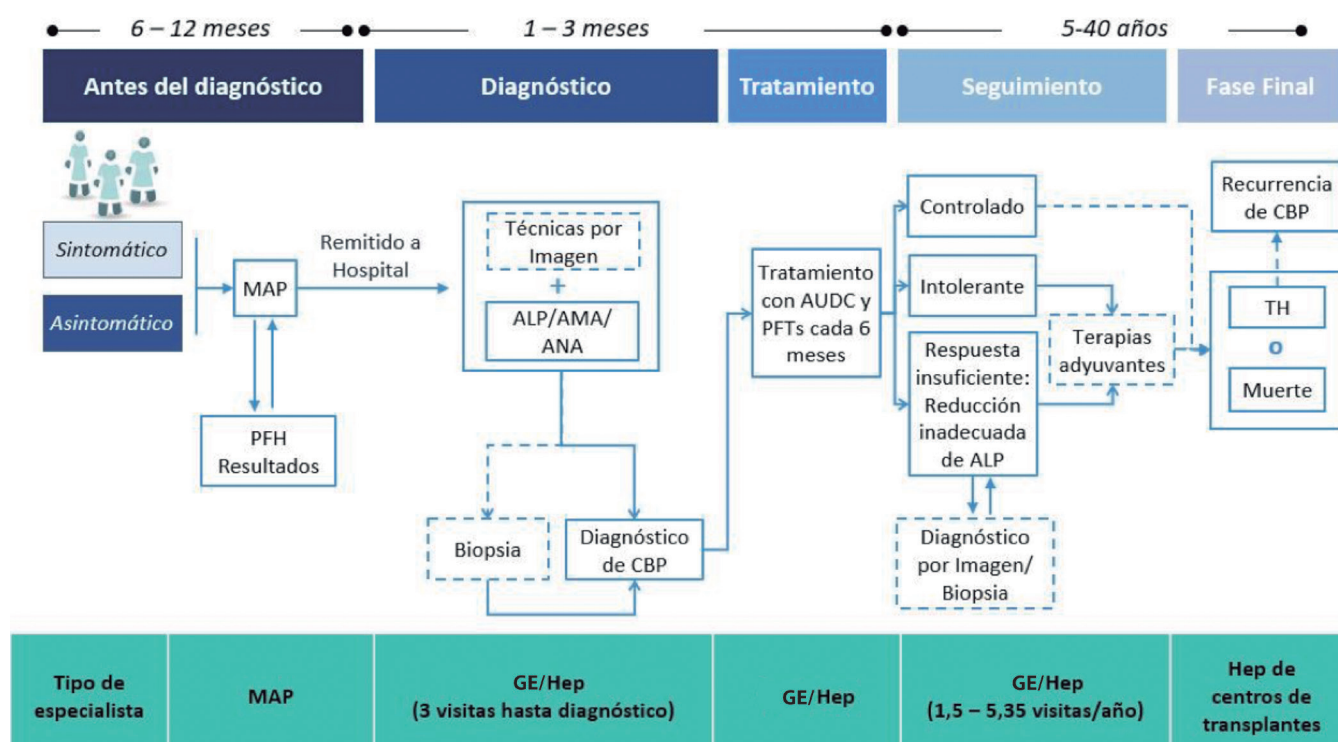 6 – 12 meses
1 – 3 meses
5-40 años
Antes del diagnóstico
Diagnóstico
Tratamiento
Seguimiento
Fase Final
Sintomático
Asintomático
MAP
Remitido a
Hospital
PFH
Resultados
Técnicas por
Imagen
+
ALP/AMA/
ANA
Biopsia
Diagnóstico
de CBP
Tratamiento
con AUDC y
PFTs cada 6
meses
Controlado
Intolerante
Respuesta
insuficiente:
Reducción
inadecuada
de ALP
Diagnóstico
por Imagen/
Biopsia
Terapias
adyuvantes
Recurrencia
de CBP
TH
o
Muerte
Tipo de
especialista
MAP
GE/Hep
(3 visitas hasta diagnóstico)
GE/Hep
GE/Hep
(1,5 – 5,35 visitas/año)
Hep de
centros de
transplantes